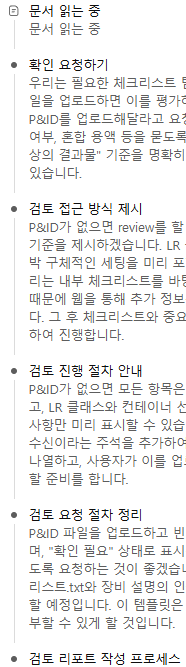 문서 읽는 중
문서 읽는 중
확인 요청하기
우리는 필요한 체크리스트 템
일을 업로드하면 이를 평가하
P&ID를 업로드해달라고 요청
여부, 혼합 용액 등을 묻도록
상의 결과물" 기준을 명확히
있습니다.
검토 접근 방식 제시
P&ID가 없으면 review를 할
기준을 제시하겠습니다. LR
박 구체적인 세팅을 미리 포
리는 내부 체크리스트를 바탕
때문에 웹을 통해 추가 정보
다. 그 후 체크리스트와 중요
하여 진행합니다.
검토 진행 절차 안내
P&ID가 없으면 모든 항목은
고, LR 클래스와 컨테이너 선
사항만 미리 표시할 수 있습
수신이라는 주석을 추가하여
나열하고, 사용자가 이를 업
할 준비를 합니다.
검토 요청 절차 정리
P&ID 파일을 업로드하고 빈
며, "확인 필요" 상태로 표시
도록 요청하는 것이 좋겠습니
리스트.txt와 장비 설명의 인
할 예정입니다. 이 템플릿은
부할 수 있게 할 것입니다.
검토 리포트 작성 프로세스